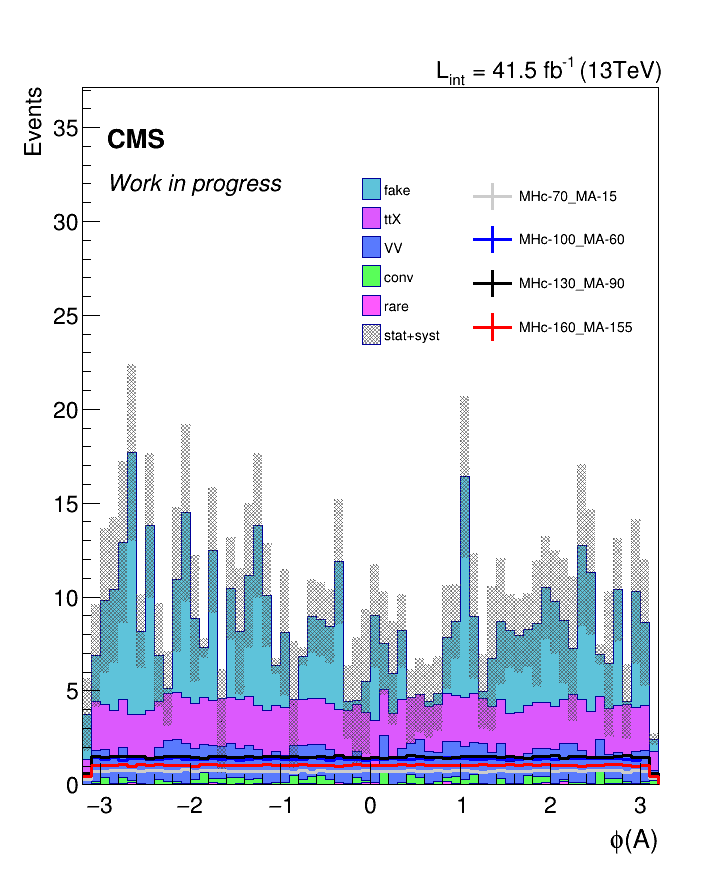 L_int = 41.5 fb^-1 (13TeV)
Events
CMS
Work in progress
fake
ttX
VV
conv
rare
stat+syst
MHc-70_MA-15
MHc-100_MA-60
MHc-130_MA-90
MHc-160_MA-155
35
30
25
20
15
10
5
0
−3 −2 −1 0 1 2 3
ϕ(A)